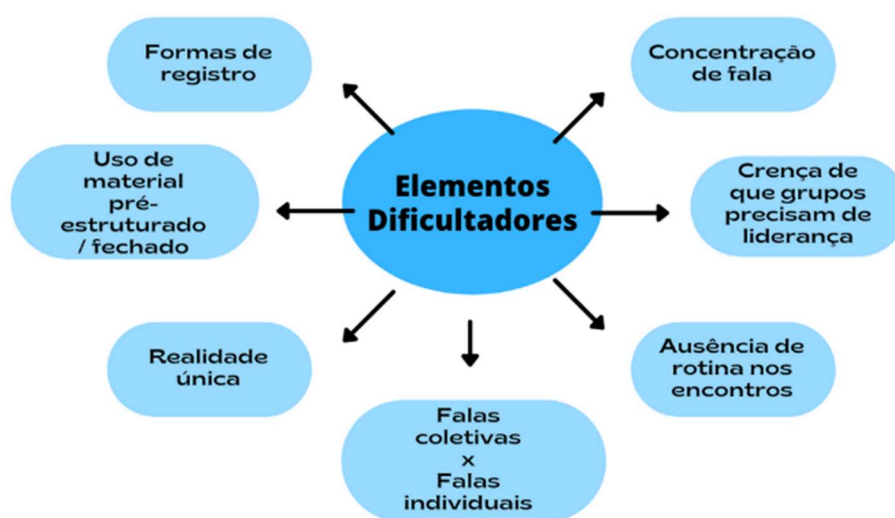 Formas de
registro
Concentração
de fala
Uso de
material
pré-
estruturado
/ fechado
Elementos
Dificultadores
Crença de
que grupos
precisam de
liderança
Realidade
única
Ausência de
rotina nos
encontros
Falas
coletivas
x
Falas
individuais